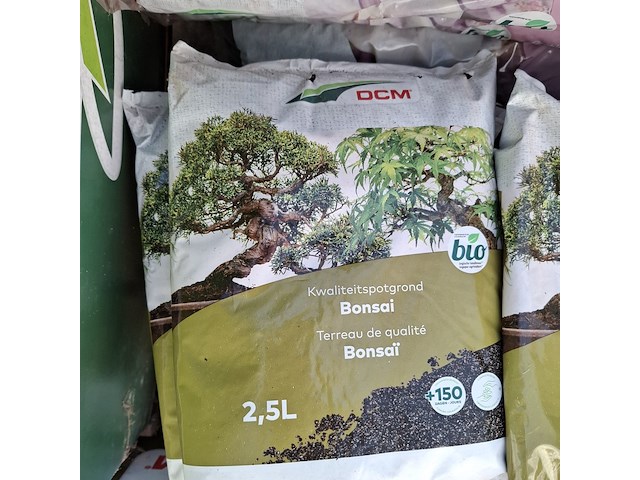 DCM
bio
Kwaliteitspotgrond
Bonsai
Terreau de qualité
Bonsaï
+150
2,5L